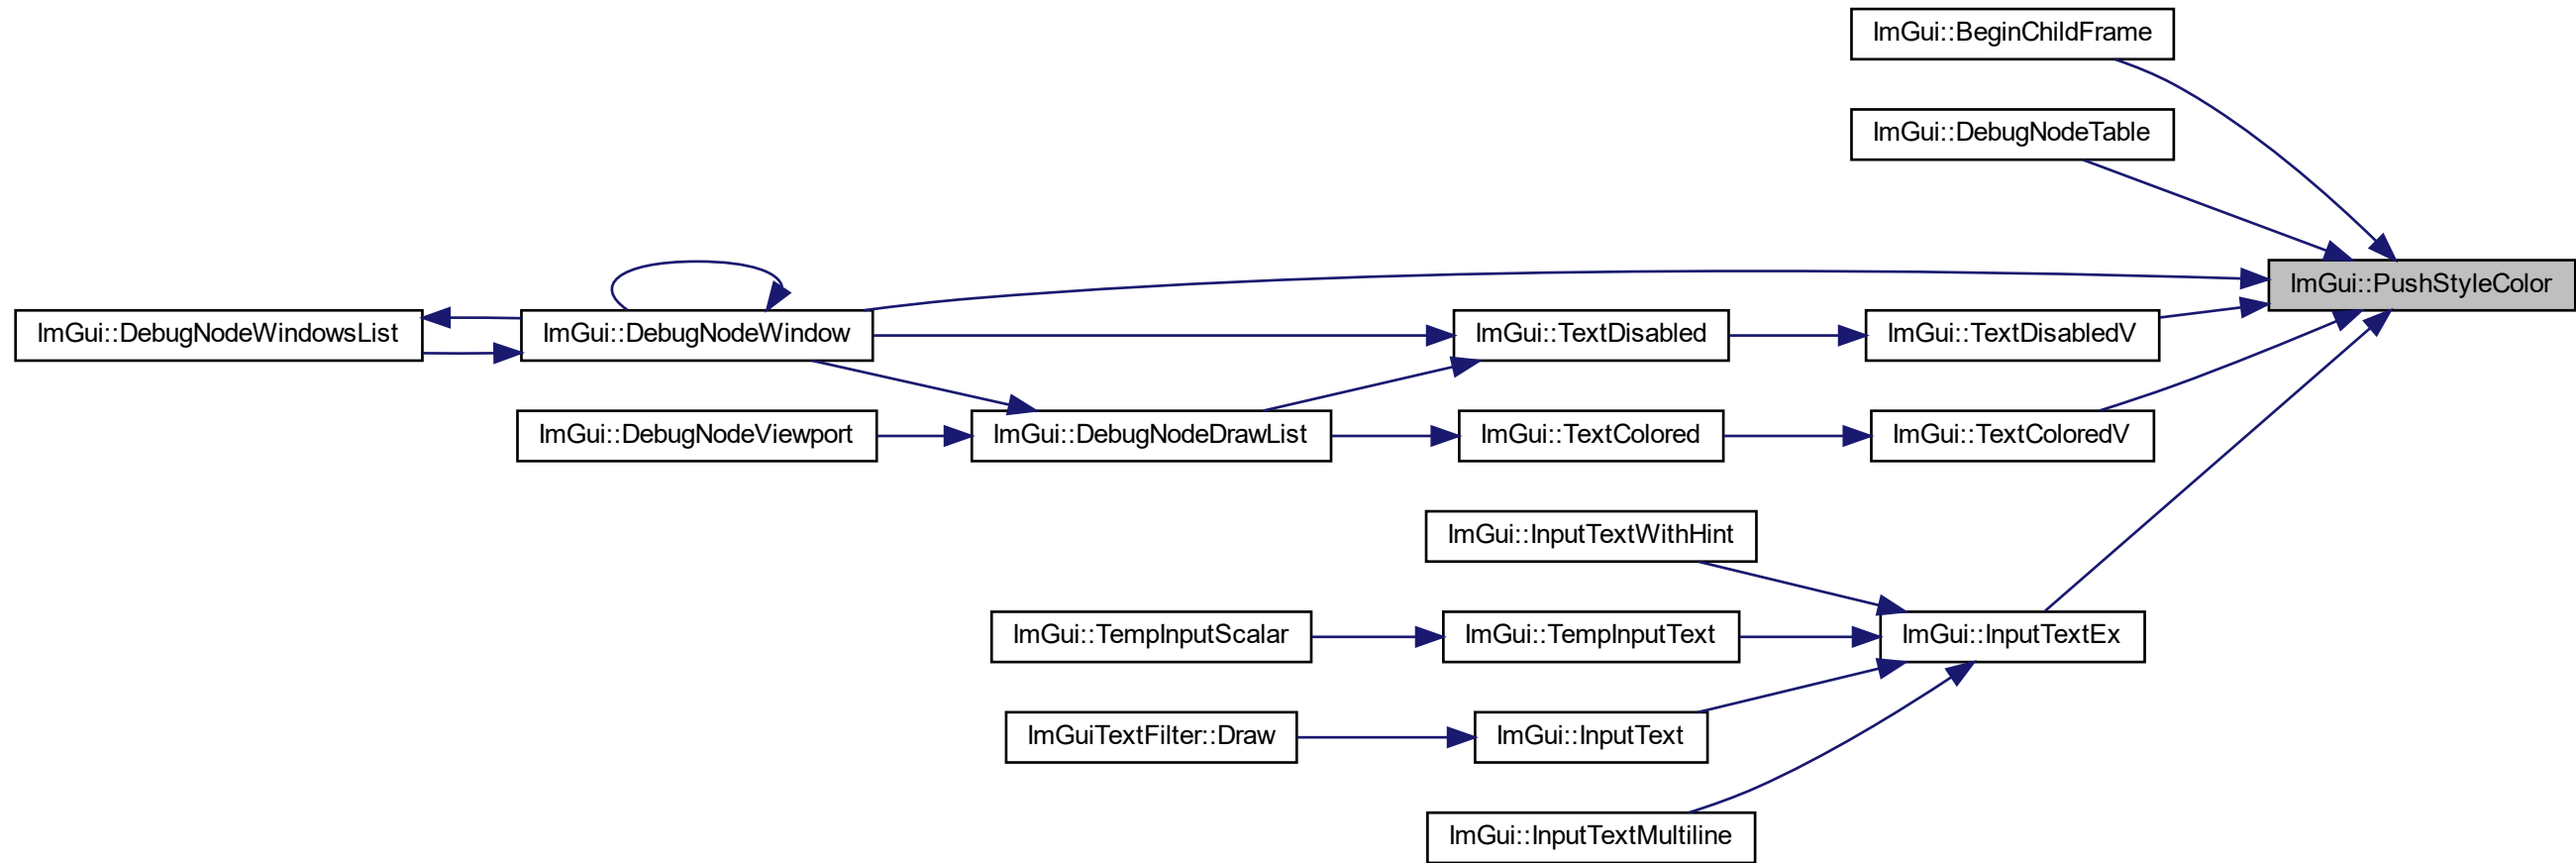 ImGui::BeginChildFrame
ImGui::DebugNodeTable
ImGui::PushStyleColor
ImGui::DebugNodeWindowsList
ImGui::DebugNodeWindow
ImGui::TextDisabled
ImGui::TextDisabledV
ImGui::DebugNodeViewport
ImGui::DebugNodeDrawList
ImGui::TextColored
ImGui::TextColoredV
ImGui::InputTextWithHint
ImGui::TempInputScalar
ImGui::TempInputText
ImGui::InputTextEx
ImGuiTextFilter::Draw
ImGui::InputText
ImGui::InputTextMultiline